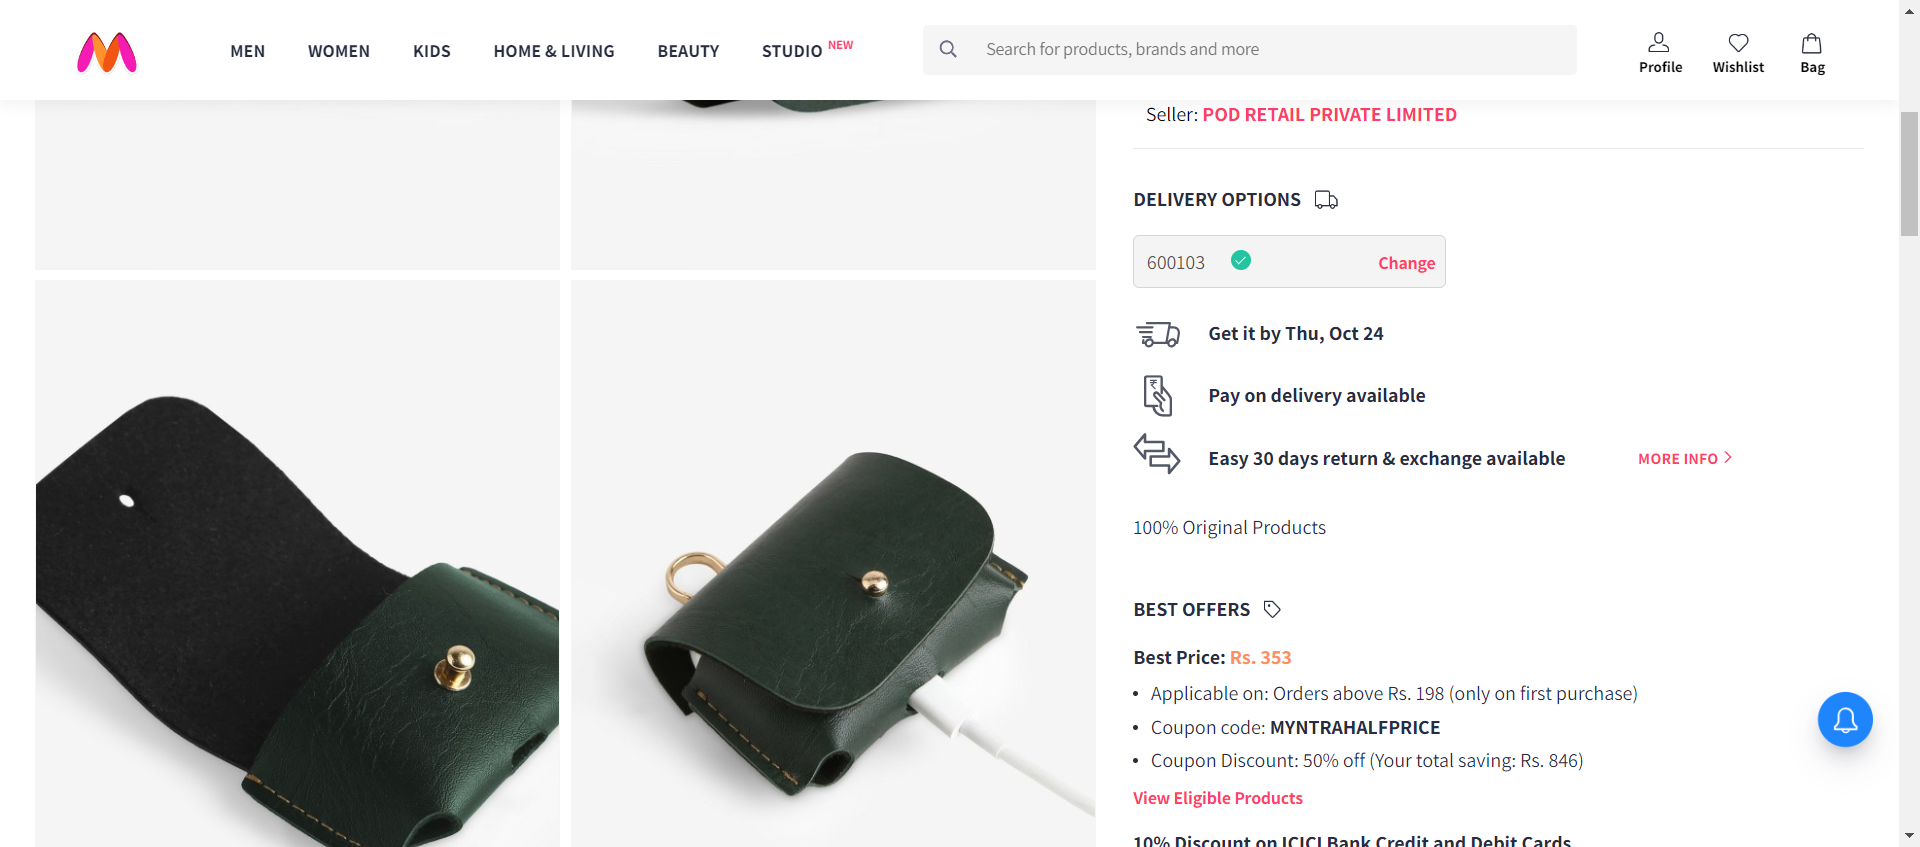 MEN WOMEN KIDS HOME & LIVING BEAUTY STUDIO NEW Search for products, brands and more Profile Wishlist Bag
Seller: POD RETAIL PRIVATE LIMITED
DELIVERY OPTIONS
600103 Change
Get it by Thu, Oct 24
Pay on delivery available
Easy 30 days return & exchange available MORE INFO
100% Original Products
BEST OFFERS
Best Price: Rs. 353
• Applicable on: Orders above Rs. 198 (only on first purchase)
• Coupon code: MYNTRAHALFPRICE
• Coupon Discount: 50% off (Your total saving: Rs. 846)
View Eligible Products
10% Discount on ICICI Bank Credit and Debit Cards